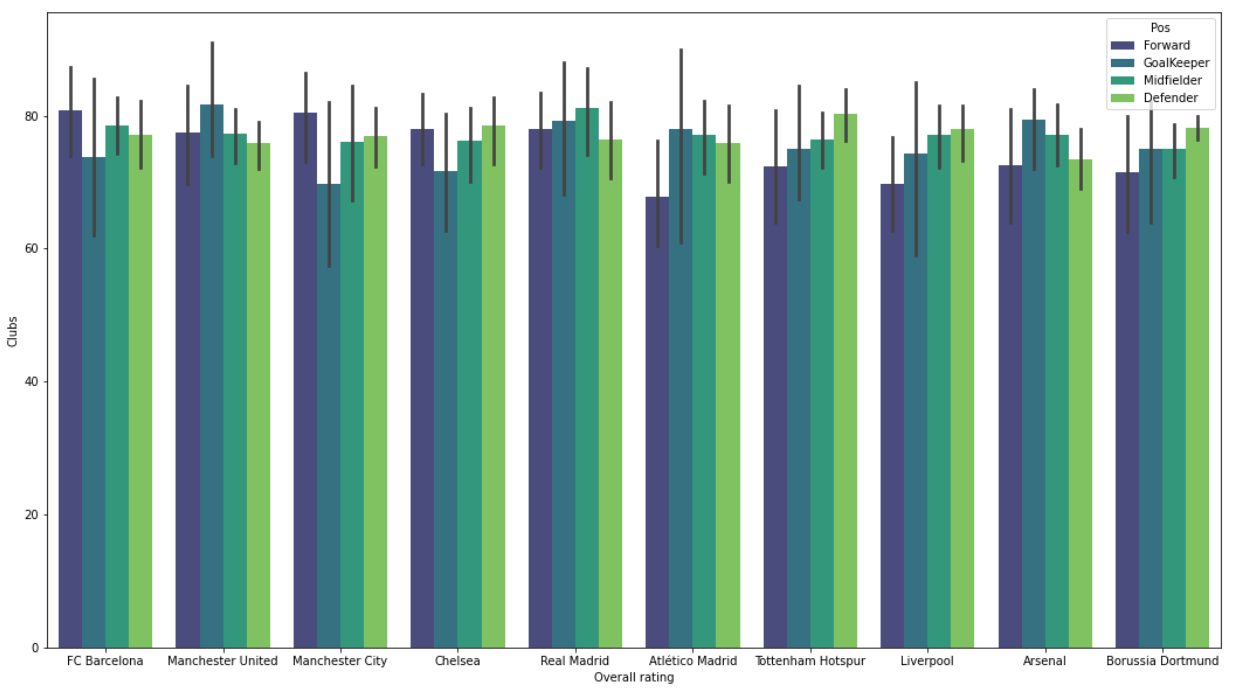 Pos
Forward
GoalKeeper
Midfielder
Defender
80
60
40
20
0
Clubs
FC Barcelona Manchester United Manchester City Chelsea Real Madrid Atlético Madrid Tottenham Hotspur Liverpool Arsenal Borussia Dortmund
Overall rating